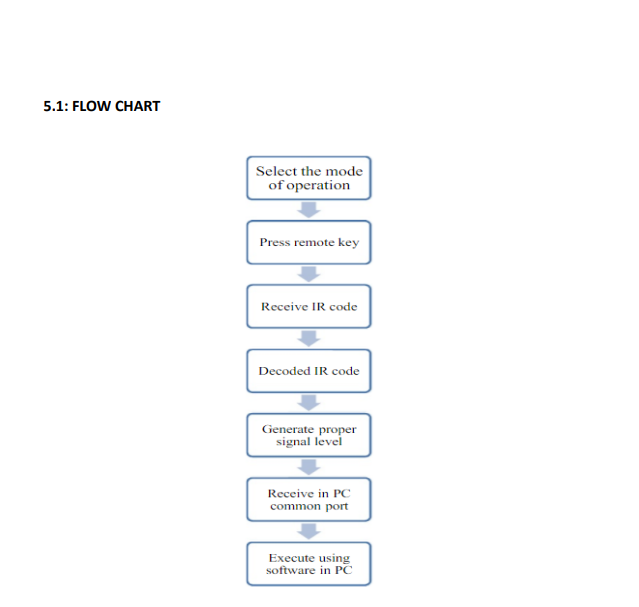 5.1: FLOW CHART
Select the mode
of operation
Press remote key
Receive IR code
Decoded IR code
Generate proper
signal level
Receive in PC
common port
Execute using
software in PC